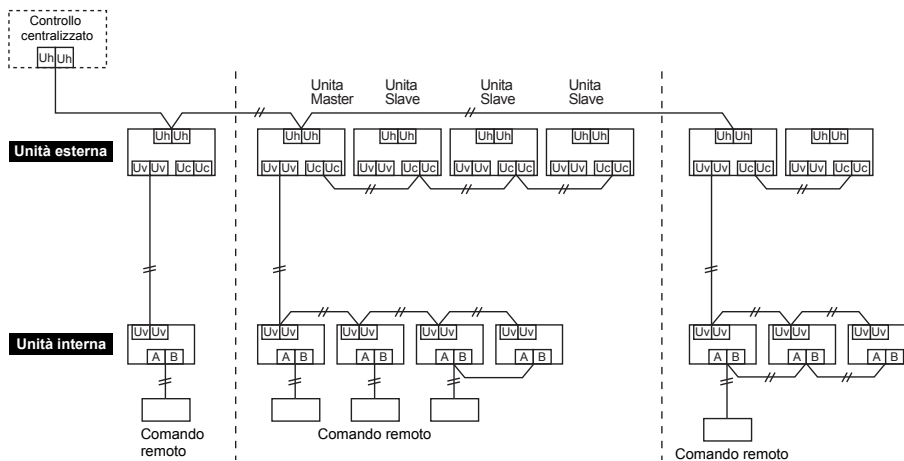 Controllo
centralizzato
Uh Uh
Unita Master
Unita Slave
Unita Slave
Unita Slave
Unità esterna
Uh Uh
Uh Uh
Uh Uh
Uh Uh
Uh Uh
Uh Uh
Uh Uh
Uv Uv Uc Uc
Uv Uv Uc Uc
Uv Uv Uc Uc
Uv Uv Uc Uc
Uv Uv Uc Uc
Uv Uv Uc Uc
Uv Uv Uc Uc
Unità interna
Uv Uv
Uv Uv
Uv Uv
Uv Uv
Uv Uv
Uv Uv
Uv Uv
Uv Uv
A B
A B
A B
A B
A B
A B
A B
A B
Comando
remoto
Comando remoto
Comando remoto